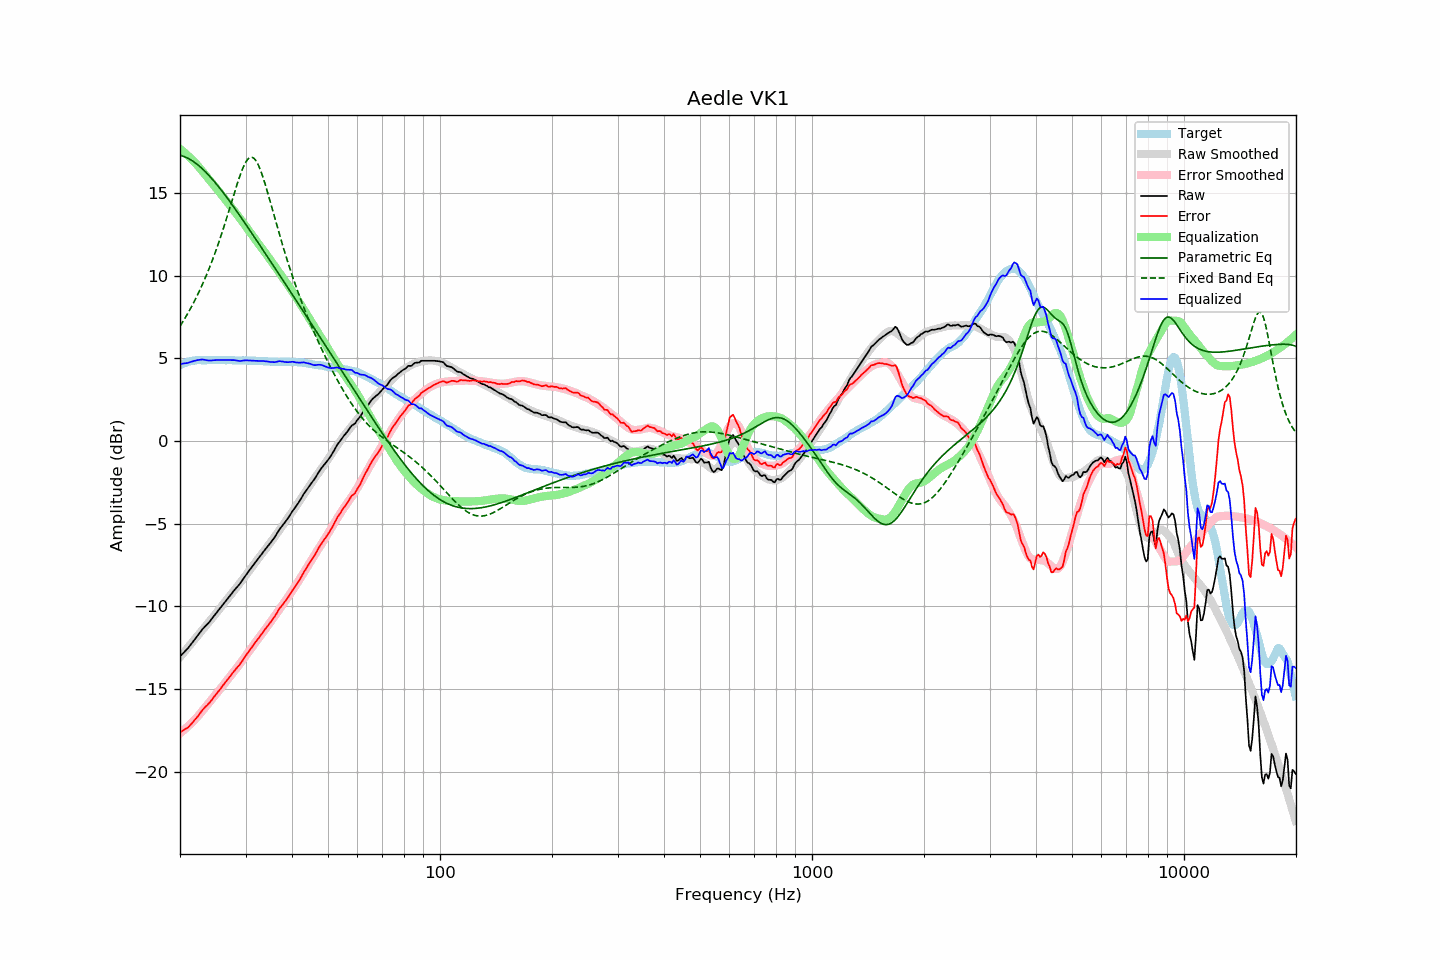 Aedle VK1
Target
Raw Smoothed
Error Smoothed
Raw
Error
Equalization
Parametric Eq
Fixed Band Eq
Equalized
15
10
5
0
−5
−10
−15
−20
Amplitude (dBr)
100
1000
10000
Frequency (Hz)